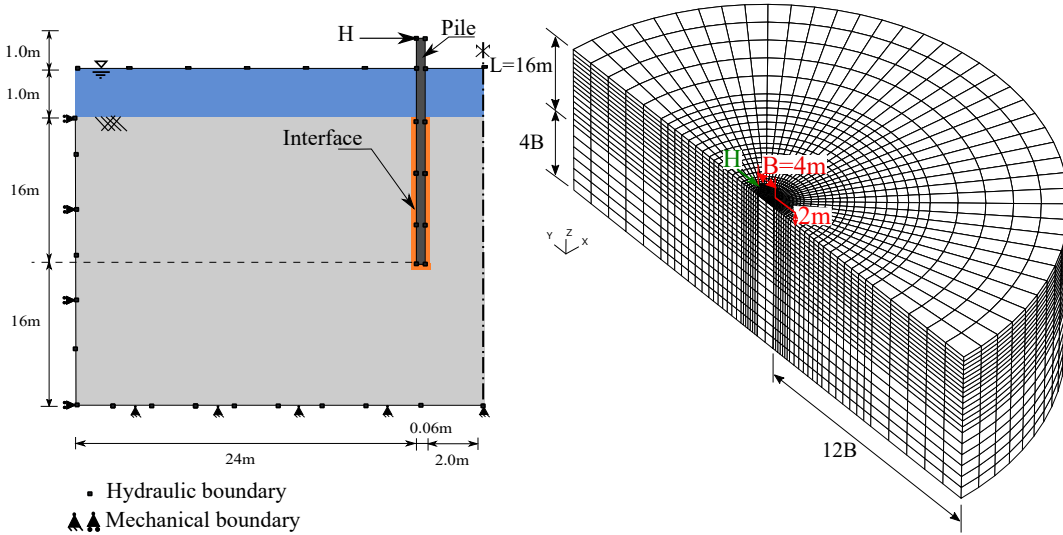 H
Pile
1.0m
1.0m
Interface
16m
16m
0.06m
24m
2.0m
Hydraulic boundary
Mechanical boundary
L=16m
4B
H
B=4m
2m
Y
Z
X
12B